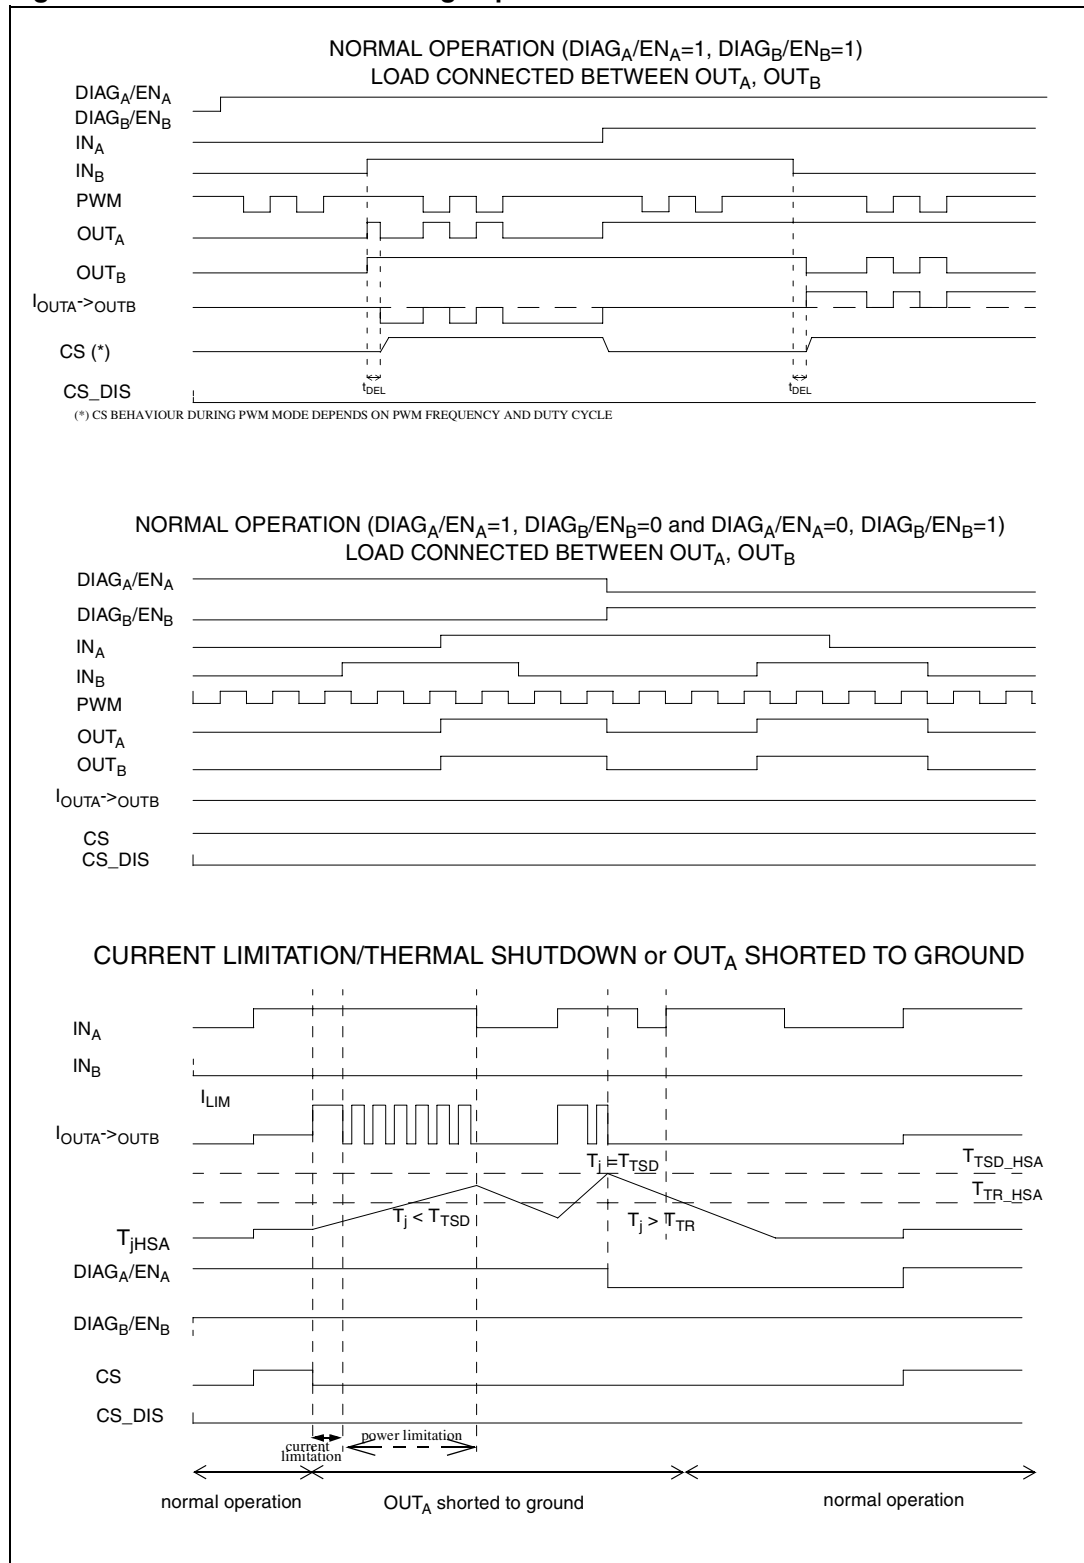 NORMAL OPERATION (DIAGA/ENA=1, DIAGB/ENB=1)
LOAD CONNECTED BETWEEN OUTA, OUTB
DIAGA/ENA
DIAGB/ENB
INA
INB
PWM
OUTA
OUTB
IOUTA->OUTB
CS (*)
tDEL
tDEL
CS_DIS
(*) CS BEHAVIOUR DURING PWM MODE DEPENDS ON PWM FREQUENCY AND DUTY CYCLE
NORMAL OPERATION (DIAGA/ENA=1, DIAGB/ENB=0 and DIAGA/ENA=0, DIAGB/ENB=1)
LOAD CONNECTED BETWEEN OUTA, OUTB
DIAGA/ENA
DIAGB/ENB
INA
INB
PWM
OUTA
OUTB
IOUTA->OUTB
CS
CS_DIS
CURRENT LIMITATION/THERMAL SHUTDOWN or OUTA SHORTED TO GROUND
INA
INB
ILIM
IOUTA->OUTB
TTSD_HSA
Tj = TTSD
TTR_HSA
Tj < TTSD
Tj > TTR
TjHSA
DIAGA/ENA
DIAGB/ENB
CS
CS_DIS
current limitation
power limitation
normal operation
OUTA shorted to ground
normal operation